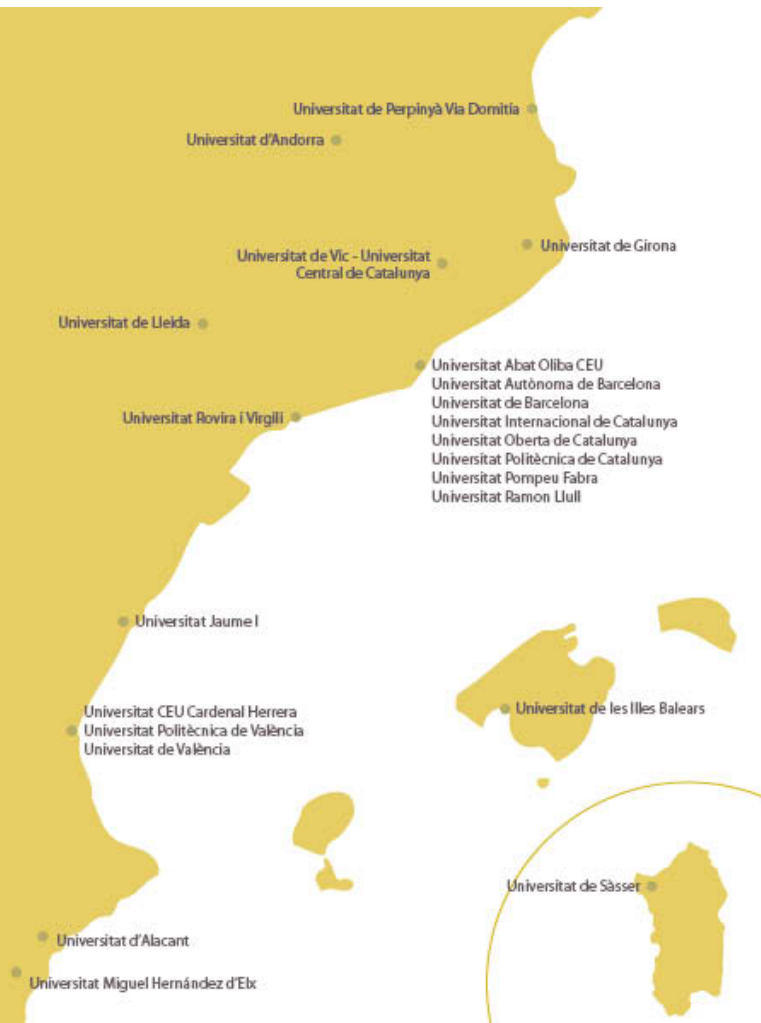 Universitat de Perpinyà Via Domitia
Universitat d'Andorra
Universitat de Girona
Universitat de Vic - Universitat
Central de Catalunya
Universitat de Lleida
Universitat Abat Oliba CEU
Universitat Autònoma de Barcelona
Universitat de Barcelona
Universitat Internacional de Catalunya
Universitat Oberta de Catalunya
Universitat Politècnica de Catalunya
Universitat Pompeu Fabra
Universitat Ramon Llull
Universitat Rovira i Virgili
Universitat Jaume I
Universitat CEU Cardenal Herrera
Universitat Politècnica de València
Universitat de València
Universitat de les Illes Balears
Universitat de Sàsser
Universitat d'Alacant
Universitat Miguel Hernández d'Elx